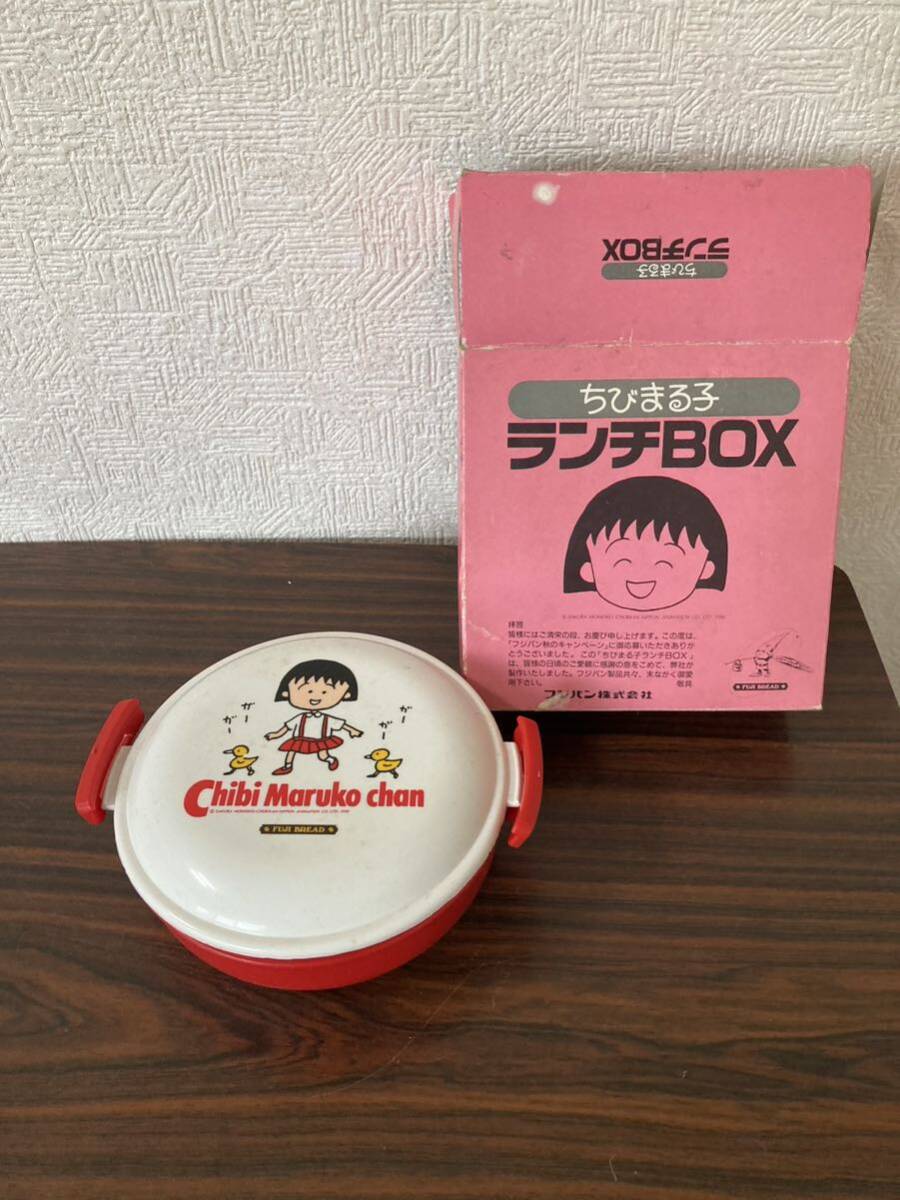 ランチBOX
ちびまる子
ちびまる子
ランチBOX
拝啓
皆様にはご清栄の段、お慶び申し上げます。この度は、
「フジパン秋のキャンペーン」に御応募いただきありが
とうございました。この「ちびまる子ランチBOX」
は、皆様の日頃のご愛顧に感謝の意をこめて、弊社が
製作いたしました。フジパン製品共々、末ながく御愛
用下さい。 敬具
フジパン株式会社
FUJI BREAD
ガー
ガー
ガー
ガー
Chibi Maruko chan
FUJI BREAD